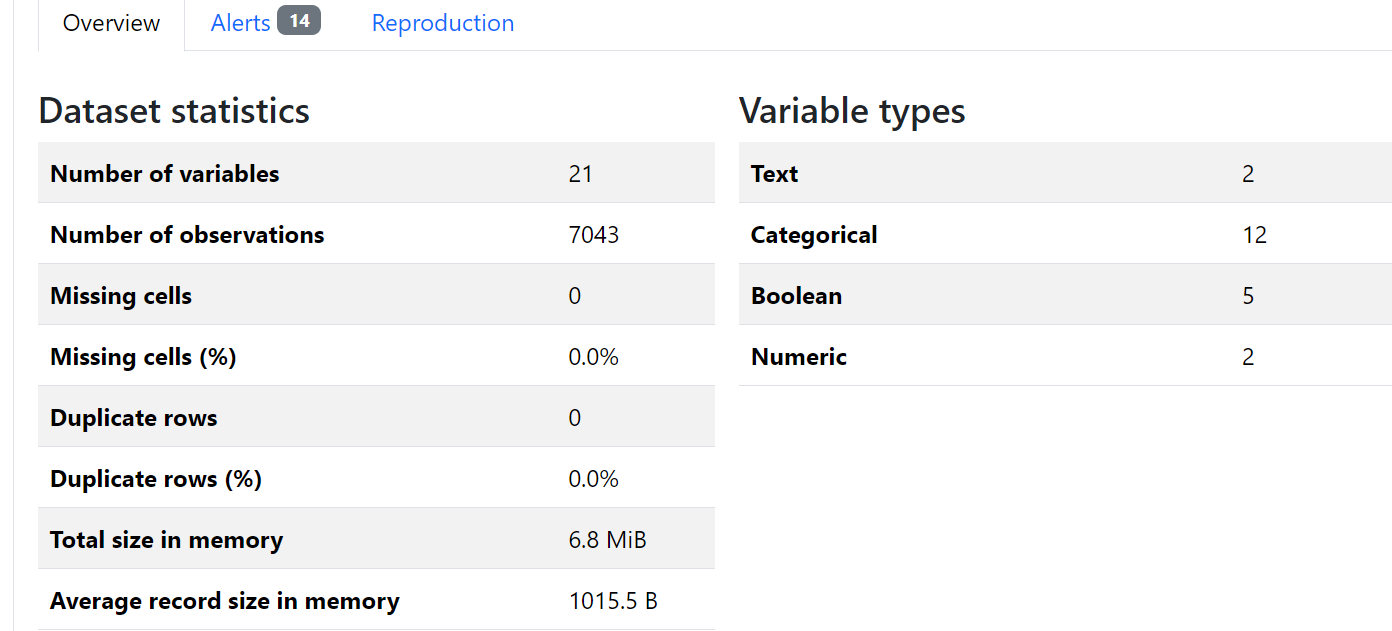 Overview Alerts 14 Reproduction
Dataset statistics
Number of variables 21
Number of observations 7043
Missing cells 0
Missing cells (%) 0.0%
Duplicate rows 0
Duplicate rows (%) 0.0%
Total size in memory 6.8 MiB
Average record size in memory 1015.5 B
Variable types
Text 2
Categorical 12
Boolean 5
Numeric 2